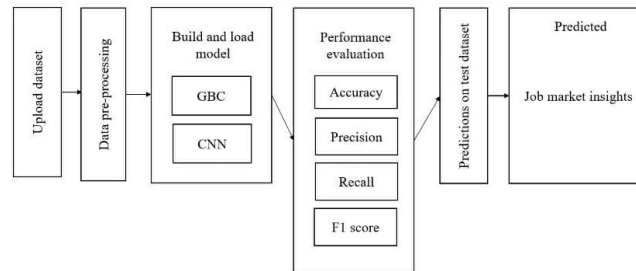 Upload dataset
Data pre-processing
Build and load
model
GBC
CNN
Performance
evaluation
Accuracy
Precision
Recall
F1 score
Predictions on test dataset
Predicted
Job market insights